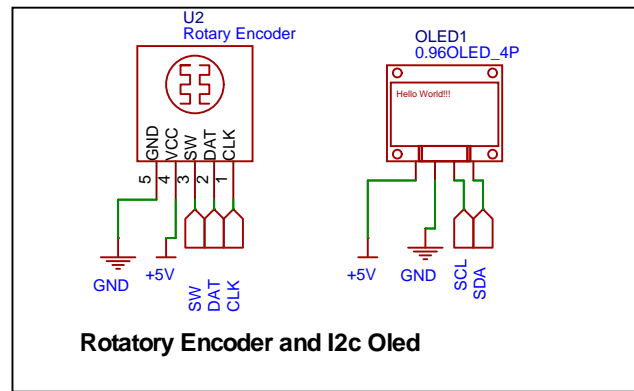 U2
Rotary Encoder
GND
VCC
SW
DAT
CLK
5
4
3
2
1
GND
+5V
SW
DAT
CLK
OLED1
0.96OLED_4P
Hello World!!!
+5V
GND
SCL
SDA
Rotatory Encoder and I2c Oled